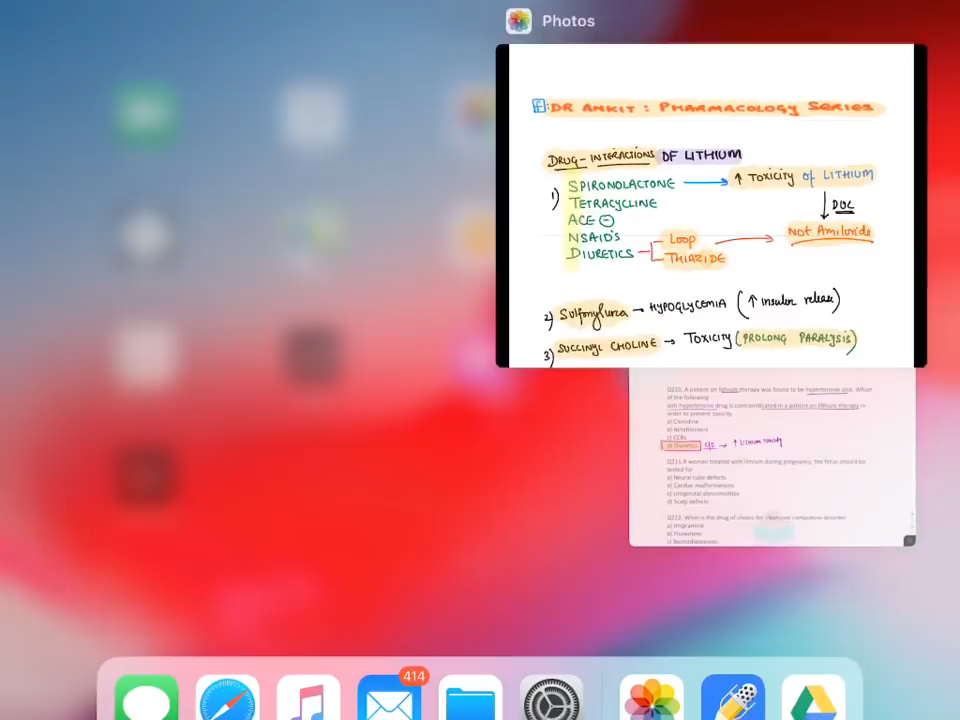 Photos
F: DR ANKIT : PHARMACOLOGY SERIES
DRUG-INTERACTIONS OF LITHIUM
1) SPIRONOLACTONE → ↑ TOXICITY of LITHIUM
TETRACYCLINE
ACE ⊖
NSAID'S
DIURETICS
DOC
Not Amiloride
LOOP
THIAZIDE
2) Sulfonylurea → HYPOGLYCEMIA (↑ insulin release)
3) SUCCINYL CHOLINE → TOXICITY (PROLONG PARALYSIS)
Q210. A patient on lithium therapy was found to be hypertensive also. Which
of the following
anti-hypertensive drug is contraindicated in a patient on lithium therapy in
order to prevent toxicity
a) Clonidine
b) Betablockers
c) CCBs
d) Diuretics C/I → ↑ Lithium toxicity
Q211 A woman treated with lithium during pregnancy, the fetus should be
tested for
a) Neural tube defects
b) Cardiac malformations
c) Urogenital abnormalities
d) Scalp defects
Q212. What is the drug of choice for obsessive compulsive disorder
a) Imipramine
b) Fluoxetine
c) Benzodiazepines
414